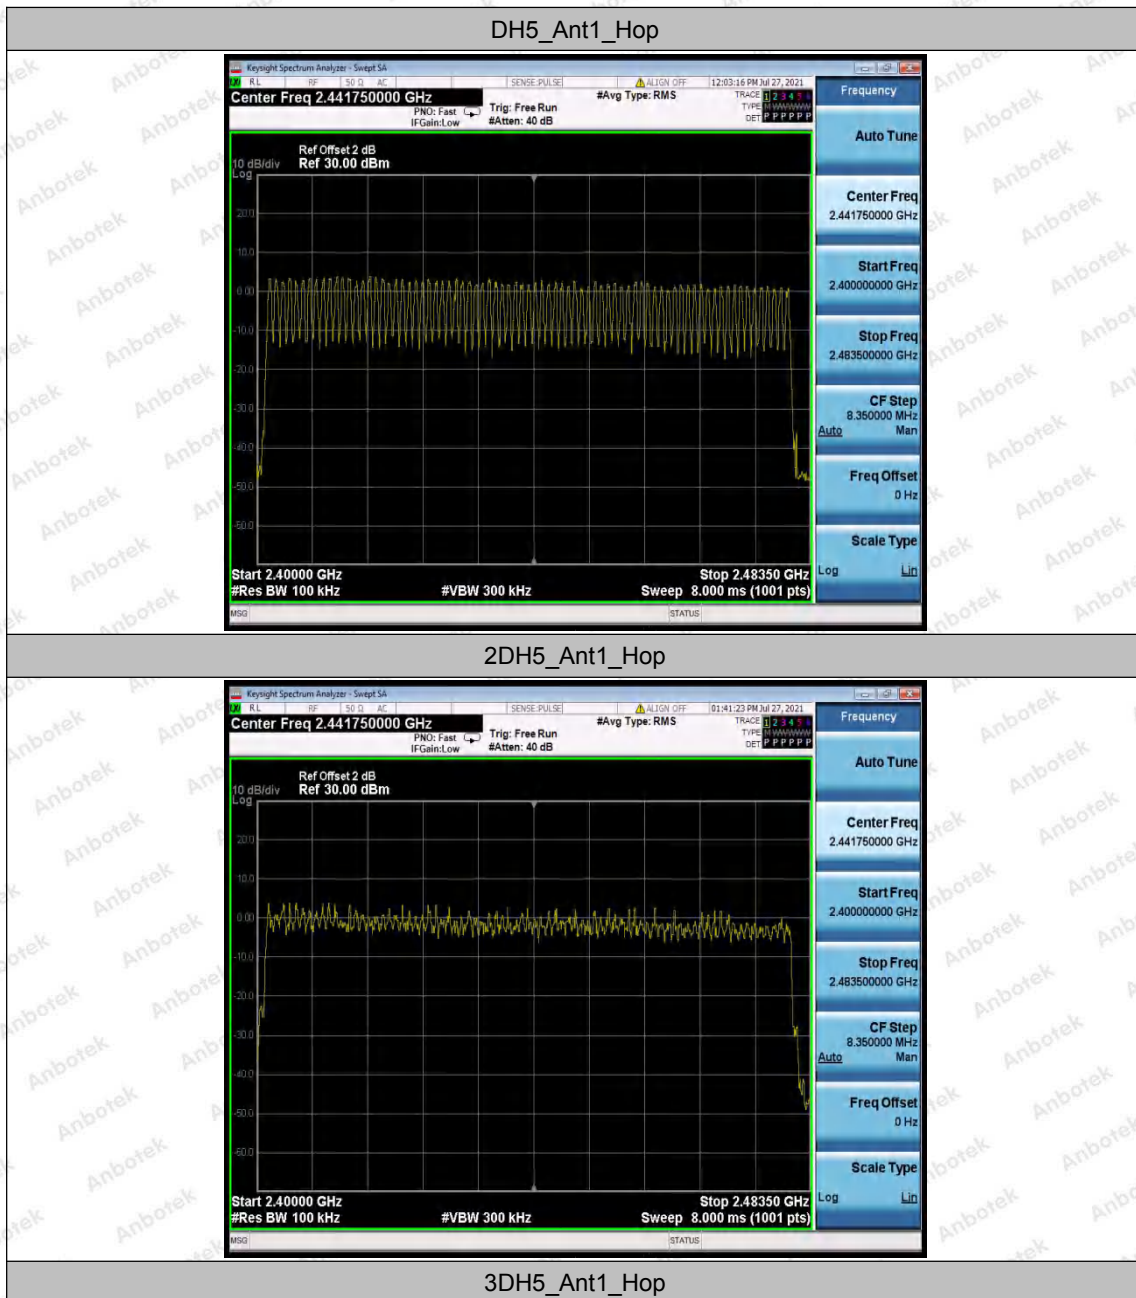 DH5_Ant1_Hop
Keysight Spectrum Analyzer - Swept SA
RL RF 50 Ω AC SENSE:PULSE ALIGN OFF 12:03:16 PM Jul 27, 2021
Center Freq 2.441750000 GHz #Avg Type: RMS TRACE 1 2 3 4 5 6
PNO: Fast Trig: Free Run TYPE M WWWWW
IFGain:Low #Atten: 40 dB DET P P P P P P
Frequency
Auto Tune
Ref Offset 2 dB
10 dB/div Ref 30.00 dBm
Log
20.0
10.0
0.00
-10.0
-20.0
-30.0
-40.0
-50.0
-60.0
Center Freq
2.441750000 GHz
Start Freq
2.400000000 GHz
Stop Freq
2.483500000 GHz
CF Step
8.350000 MHz
Auto Man
Freq Offset
0 Hz
Scale Type
Log Lin
Start 2.40000 GHz Stop 2.48350 GHz
#Res BW 100 kHz #VBW 300 kHz Sweep 8.000 ms (1001 pts)
MSG STATUS
2DH5_Ant1_Hop
Keysight Spectrum Analyzer - Swept SA
RL RF 50 Ω AC SENSE:PULSE ALIGN OFF 01:41:23 PM Jul 27, 2021
Center Freq 2.441750000 GHz #Avg Type: RMS TRACE 1 2 3 4 5 6
PNO: Fast Trig: Free Run TYPE M WWWWW
IFGain:Low #Atten: 40 dB DET P P P P P P
Frequency
Auto Tune
Ref Offset 2 dB
10 dB/div Ref 30.00 dBm
Log
20.0
10.0
0.00
-10.0
-20.0
-30.0
-40.0
-50.0
-60.0
Center Freq
2.441750000 GHz
Start Freq
2.400000000 GHz
Stop Freq
2.483500000 GHz
CF Step
8.350000 MHz
Auto Man
Freq Offset
0 Hz
Scale Type
Log Lin
Start 2.40000 GHz Stop 2.48350 GHz
#Res BW 100 kHz #VBW 300 kHz Sweep 8.000 ms (1001 pts)
MSG STATUS
3DH5_Ant1_Hop